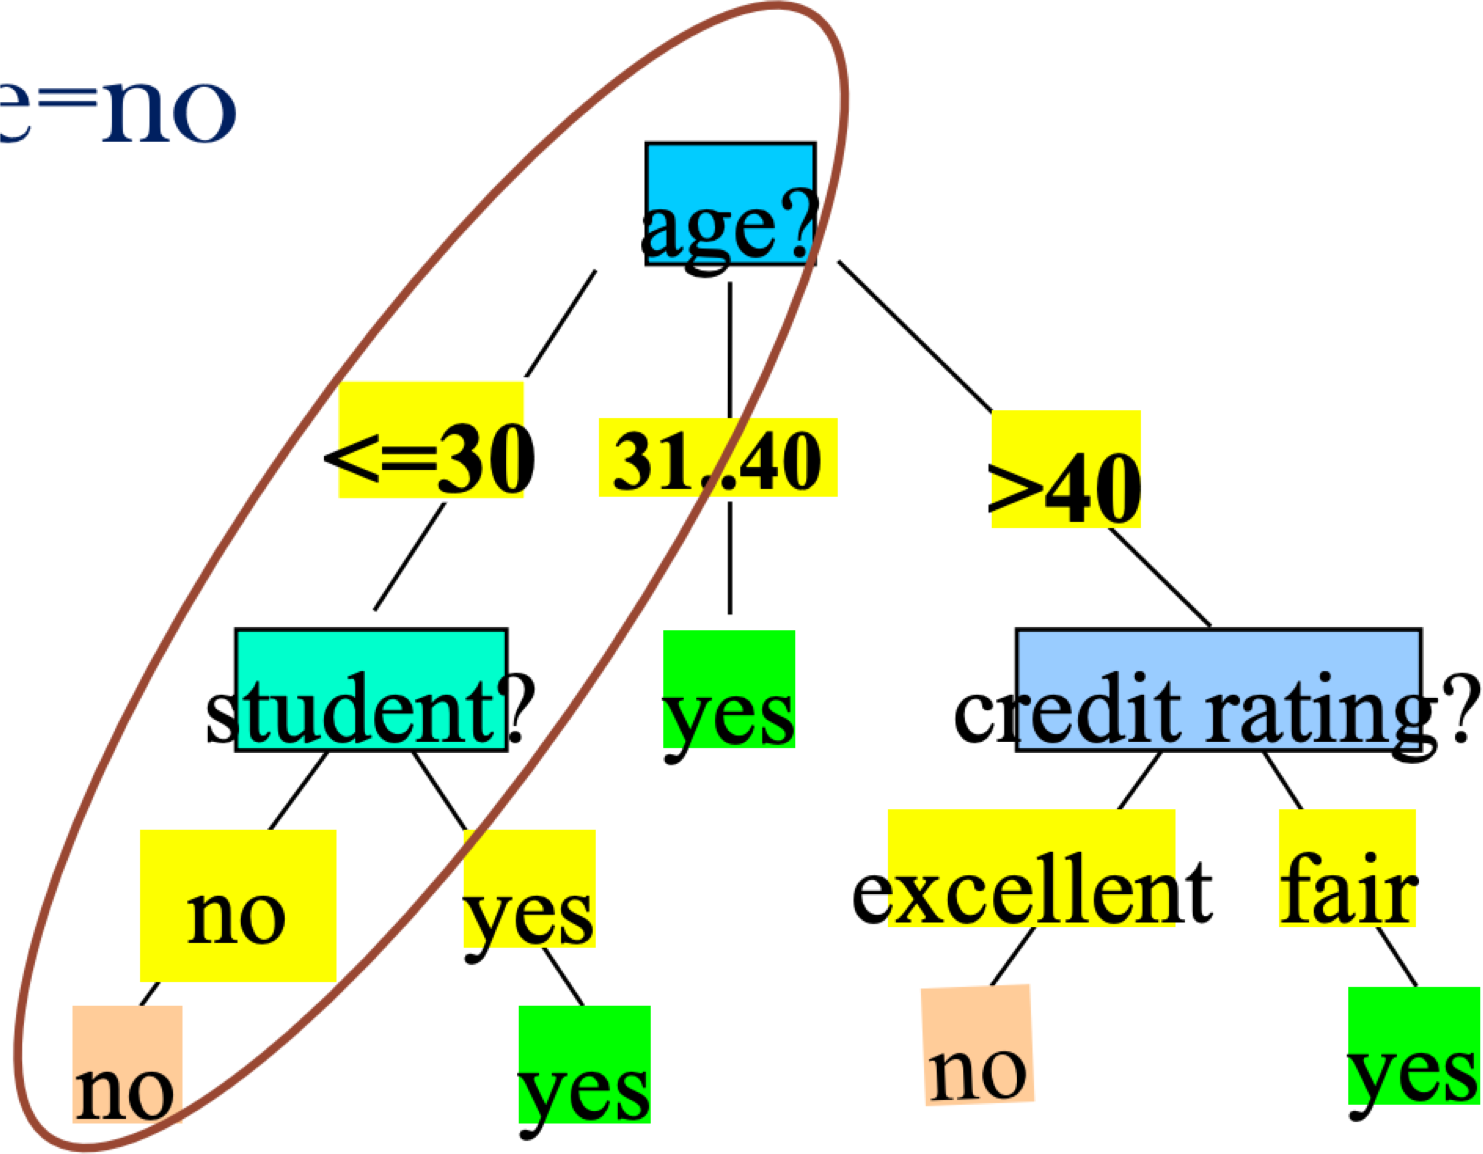 e=no
age?
<=30 31..40 >40
student? yes credit rating?
no yes excellent fair
no yes no yes